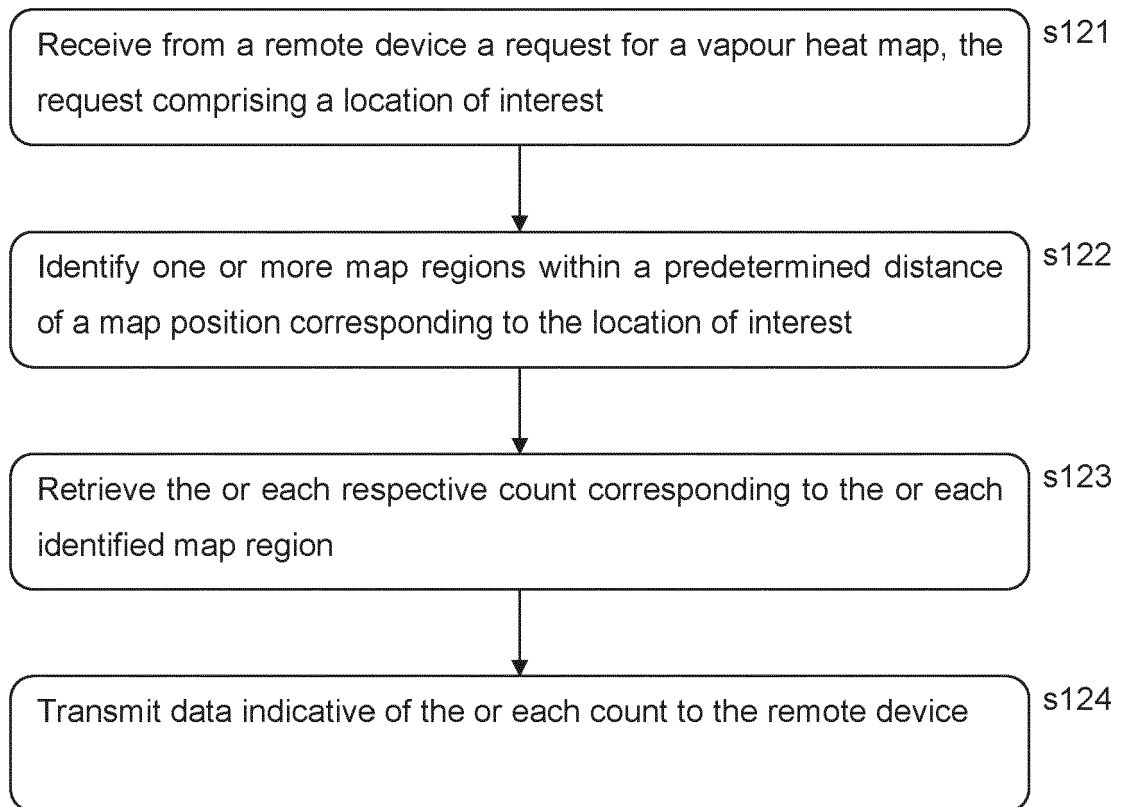 Receive from a remote device a request for a vapour heat map, the
request comprising a location of interest
s121
Identify one or more map regions within a predetermined distance
of a map position corresponding to the location of interest
s122
Retrieve the or each respective count corresponding to the or each
identified map region
s123
Transmit data indicative of the or each count to the remote device
s124